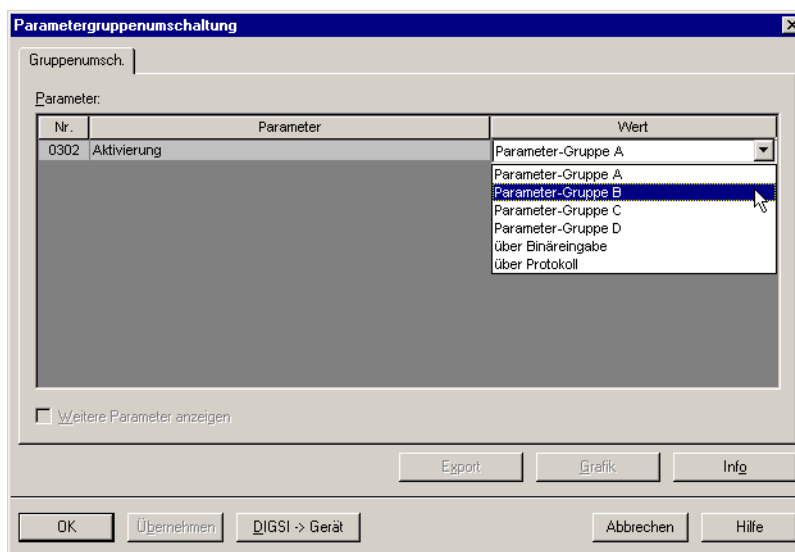 Parametergruppenumschaltung
Gruppenumsch.
Parameter:
Nr. Parameter Wert
0302 Aktivierung Parameter-Gruppe A
Parameter-Gruppe A
Parameter-Gruppe B
Parameter-Gruppe C
Parameter-Gruppe D
über Binäreingabe
über Protokoll
Weitere Parameter anzeigen
Export Grafik Info
OK Übernehmen DIGSI -> Gerät Abbrechen Hilfe